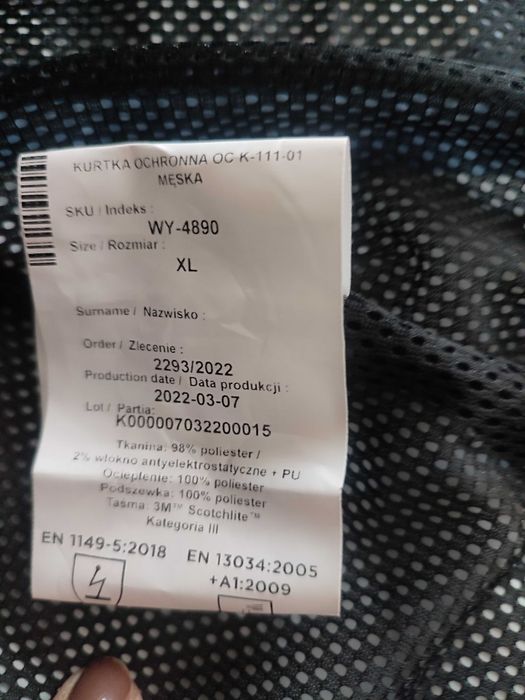 KURTKA OCHRONNA OC K-111-01
MĘSKA
SKU / Indeks :
WY-4890
Size / Rozmiar :
XL
Surname / Nazwisko :
Order / Zlecenie :
2293/2022
Production date / Data produkcji :
2022-03-07
Lot / Partia:
K000007032200015
Tkanina: 98% poliester /
2% włókno antyelektrostatyczne + PU
Ocieplenie: 100% poliester
Podszewka: 100% poliester
Taśma: 3M™ Scotchlite™
Kategoria III
EN 1149-5:2018
EN 13034:2005
+A1:2009